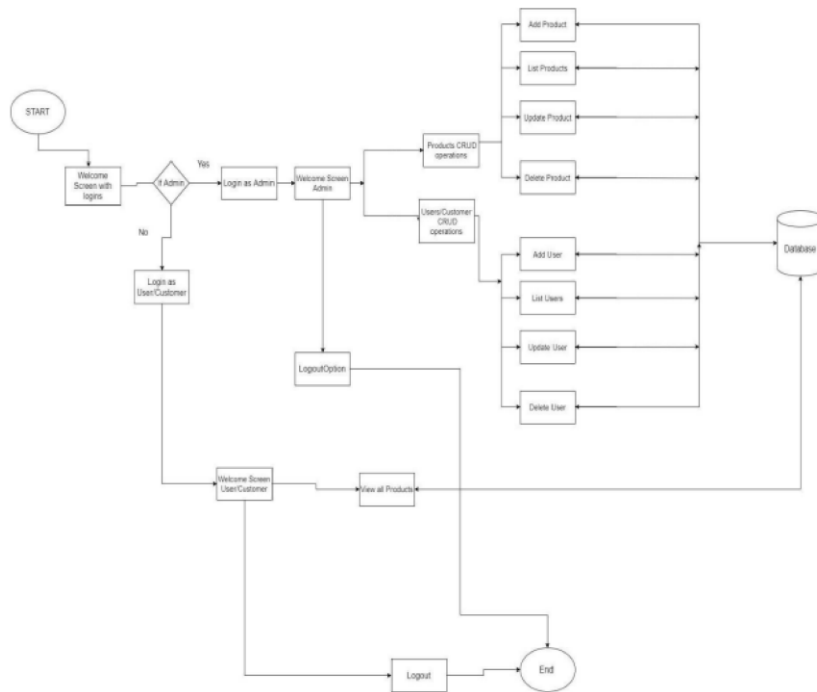 Add Product
List Products
START
Update Product
Products CRUD
operations
Yes
Welcome
Screen with
logins
If Admin
Login as Admin
Welcome Screen
Admin
Delete Product
Users/Customer
CRUD
operations
No
Add User
Database
Login as
User/Customer
List Users
Update User
LogoutOption
Delete User
Welcome Screen
User/Customer
View all Products
Logout
End